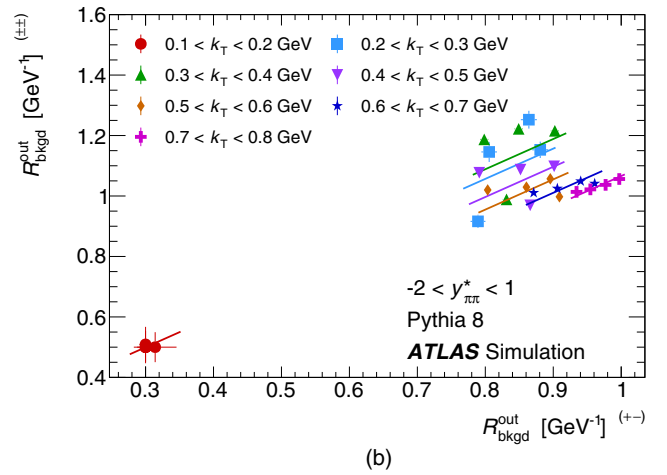 R^out_bkgd [GeV⁻¹] ^(±±)
1.6
1.4
1.2
1.0
0.8
0.6
0.4
0.1 < k_T < 0.2 GeV
0.2 < k_T < 0.3 GeV
0.3 < k_T < 0.4 GeV
0.4 < k_T < 0.5 GeV
0.5 < k_T < 0.6 GeV
0.6 < k_T < 0.7 GeV
0.7 < k_T < 0.8 GeV
-2 < y*_ππ < 1
Pythia 8
ATLAS Simulation
0.3 0.4 0.5 0.6 0.7 0.8 0.9 1
R^out_bkgd [GeV⁻¹] ^(+−)
(b)